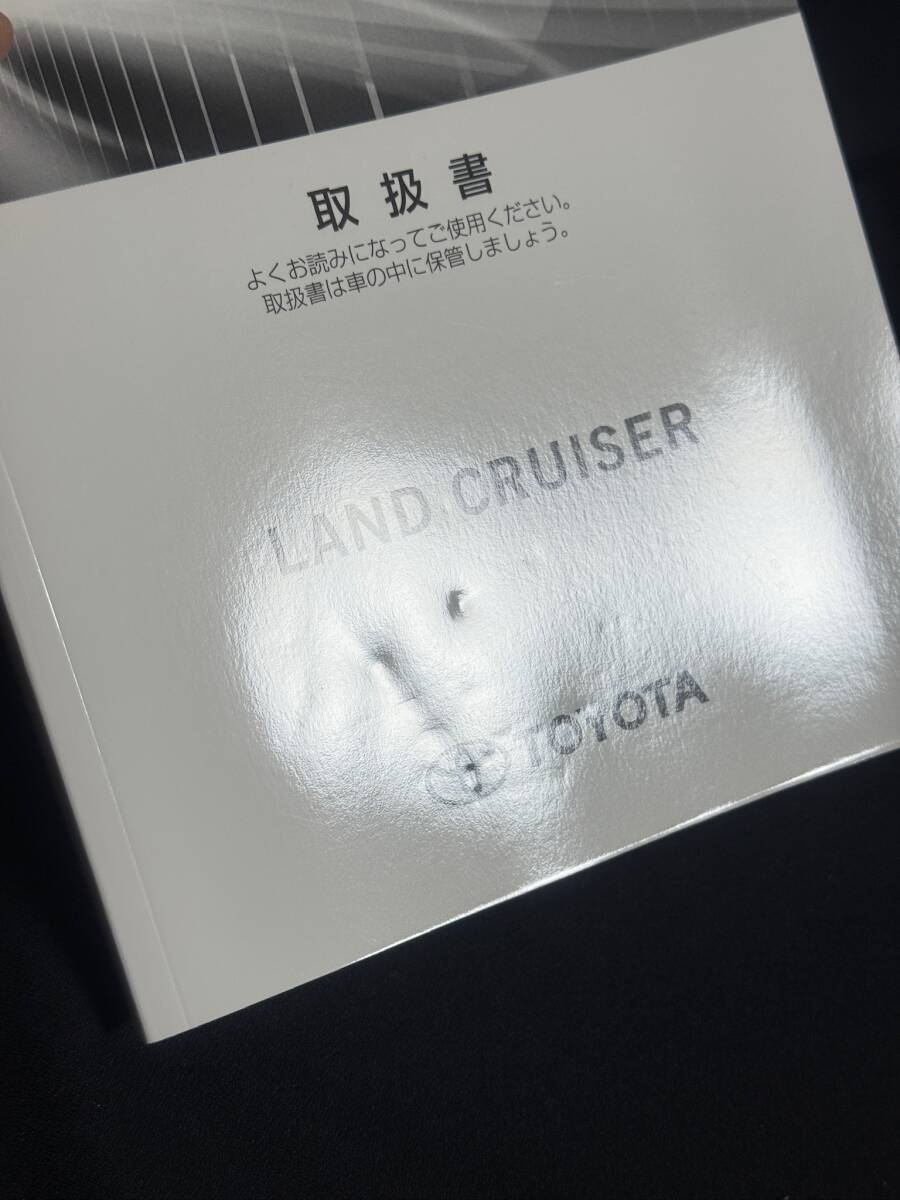 取扱書
よくお読みになってご使用ください。
取扱書は車の中に保管しましょう。
LAND CRUISER
TOYOTA